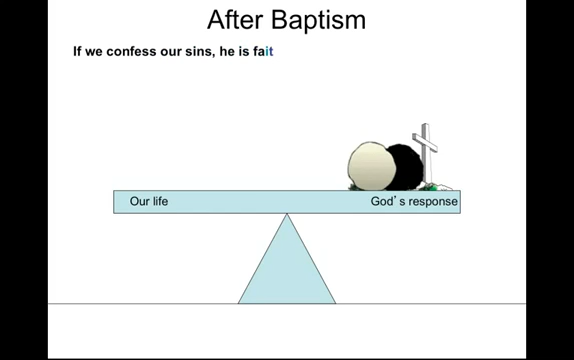 After Baptism
If we confess our sins, he is fait
Our life
God's response